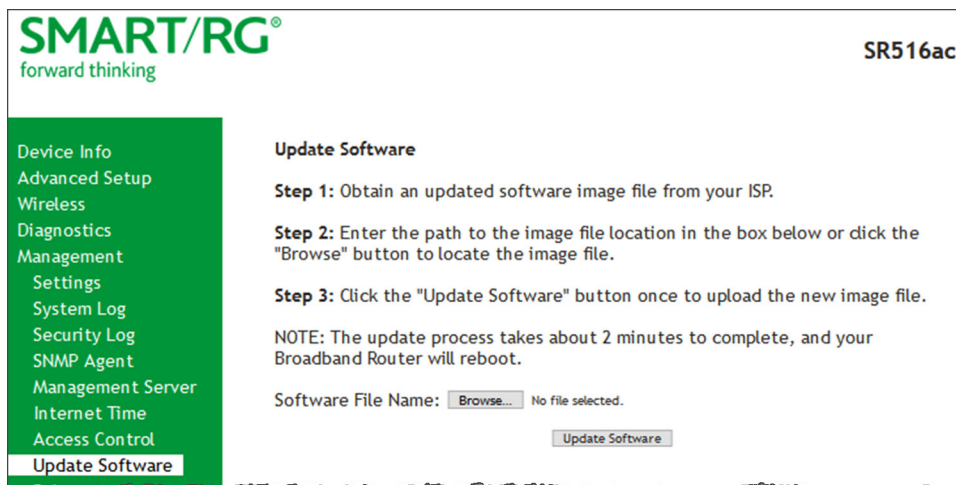 SMART/RG®
forward thinking
SR516ac
Device Info
Advanced Setup
Wireless
Diagnostics
Management
Settings
System Log
Security Log
SNMP Agent
Management Server
Internet Time
Access Control
Update Software
Update Software
Step 1: Obtain an updated software image file from your ISP.
Step 2: Enter the path to the image file location in the box below or click the
"Browse" button to locate the image file.
Step 3: Click the "Update Software" button once to upload the new image file.
NOTE: The update process takes about 2 minutes to complete, and your
Broadband Router will reboot.
Software File Name: Browse... No file selected.
Update Software